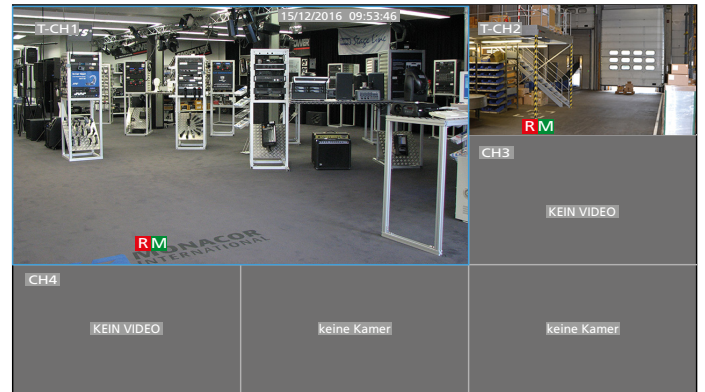 15/12/2016 09:53:46
T-CH1
T-CH2
R M
CH3
KEIN VIDEO
R M
MONACOR
INTERNATIONAL
CH4
KEIN VIDEO
keine Kamer
keine Kamer